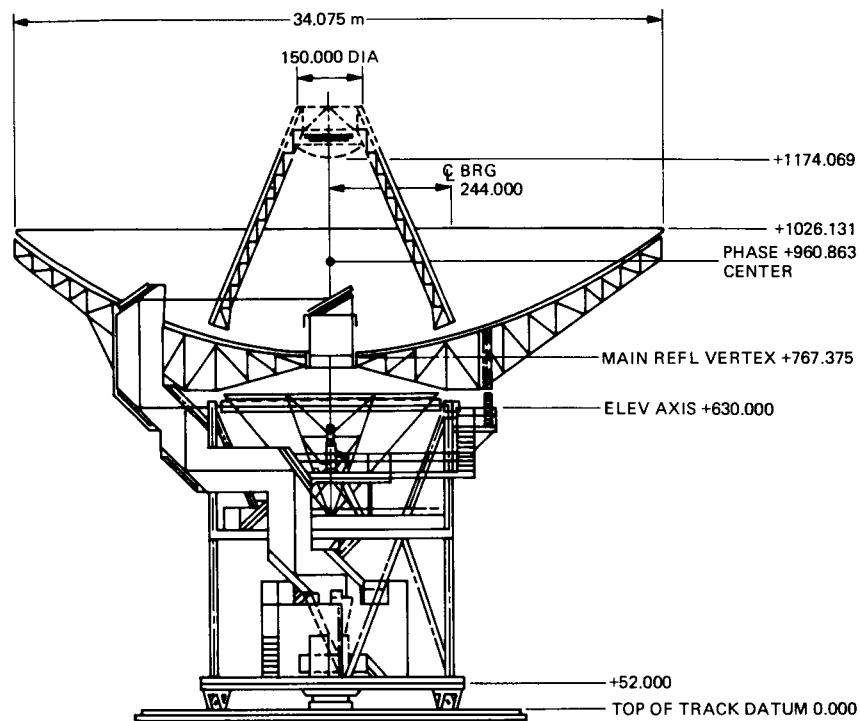 34.075 m
150.000 DIA
+1174.069
℄ BRG
244.000
+1026.131
PHASE +960.863
CENTER
MAIN REFL VERTEX +767.375
ELEV AXIS +630.000
+52.000
TOP OF TRACK DATUM 0.000